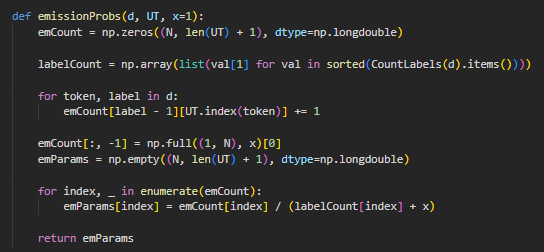 def emissionProbs(d, UT, x=1):
    emCount = np.zeros((N, len(UT) + 1), dtype=np.longdouble)
    labelCount = np.array(list(val[1] for val in sorted(CountLabels(d).items())))
    for token, label in d:
        emCount[label - 1][UT.index(token)] += 1
    emCount[:, -1] = np.full((1, N), x)[0]
    emParams = np.empty((N, len(UT) + 1), dtype=np.longdouble)
    for index, _ in enumerate(emCount):
        emParams[index] = emCount[index] / (labelCount[index] + x)
    return emParams